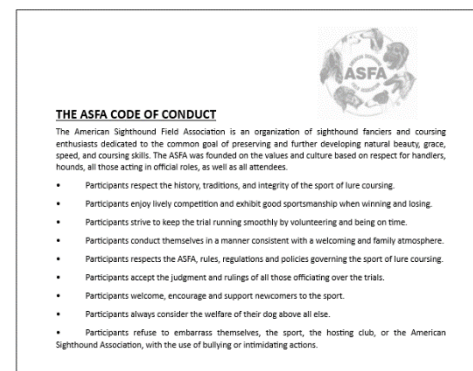 ASFA
THE ASFA CODE OF CONDUCT
The American Sighthound Field Association is an organization of sighthound fanciers and coursing
enthusiasts dedicated to the common goal of preserving and further developing natural beauty, grace,
speed, and coursing skills. The ASFA was founded on the values and culture based on respect for handlers,
hounds, all those acting in official roles, as well as all attendees.
• Participants respect the history, traditions, and integrity of the sport of lure coursing.
• Participants enjoy lively competition and exhibit good sportsmanship when winning and losing.
• Participants strive to keep the trial running smoothly by volunteering and being on time.
• Participants conduct themselves in a manner consistent with a welcoming and family atmosphere.
• Participants respects the ASFA, rules, regulations and policies governing the sport of lure coursing.
• Participants accept the judgment and rulings of all those officiating over the trials.
• Participants welcome, encourage and support newcomers to the sport.
• Participants always consider the welfare of their dog above all else.
• Participants refuse to embarrass themselves, the sport, the hosting club, or the American
Sighthound Association, with the use of bullying or intimidating actions.